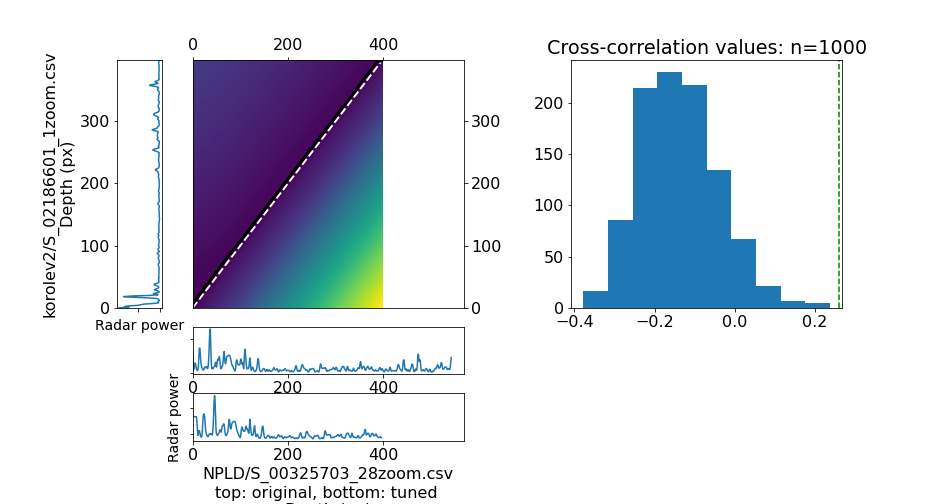 Cross-correlation values: n=1000
0 200 400
korolev2/S_02186601_1zoom.csv
Depth (px)
300
200
100
0
300
200
100
0
200
150
100
50
0
−0.4 −0.2 0.0 0.2
Radar power
0 200 400
0 200 400
Radar power
NPLD/S_00325703_28zoom.csv
top: original, bottom: tuned